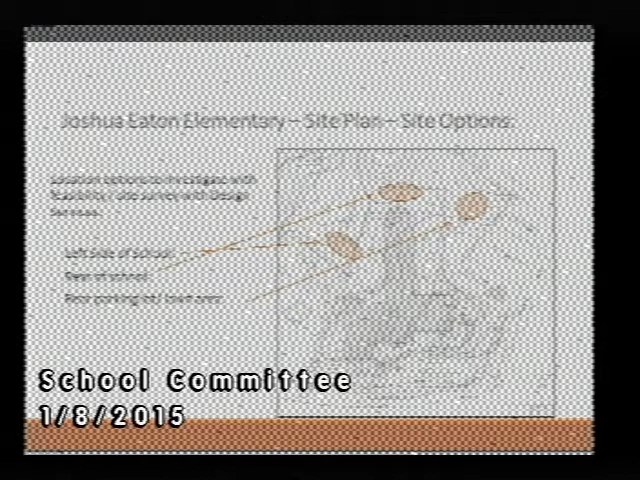 Joshua Eaton Elementary – Site Plan – Site Options:
Location options to investigate with
feasibility / site survey with Design
Services:
Left Side of School:
Rear of school:
Rear parking lot / lawn area:
School Committee
1/8/2015